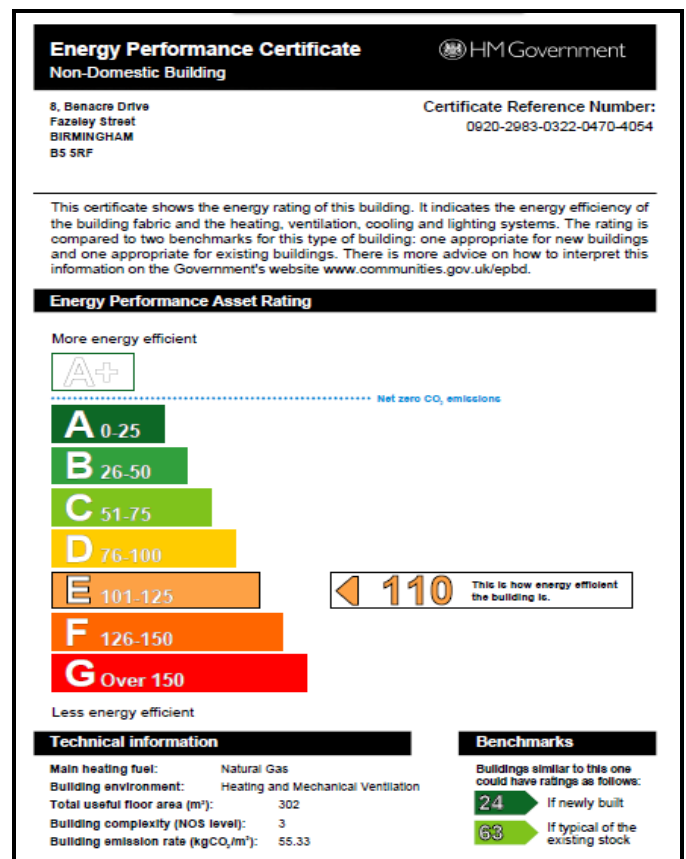 Energy Performance Certificate
Non-Domestic Building
HM Government
8, Benacre Drive
Fazeley Street
BIRMINGHAM
B5 5RF
Certificate Reference Number:
0920-2983-0322-0470-4054
This certificate shows the energy rating of this building. It indicates the energy efficiency of
the building fabric and the heating, ventilation, cooling and lighting systems. The rating is
compared to two benchmarks for this type of building: one appropriate for new buildings
and one appropriate for existing buildings. There is more advice on how to interpret this
information on the Government's website www.communities.gov.uk/epbd.
Energy Performance Asset Rating
More energy efficient
A+
Net zero CO₂ emissions
A 0-25
B 26-50
C 51-75
D 76-100
E 101-125
110 This is how energy efficient
the building is.
F 126-150
G Over 150
Less energy efficient
Technical information
Main heating fuel: Natural Gas
Building environment: Heating and Mechanical Ventilation
Total useful floor area (m²): 302
Building complexity (NOS level): 3
Building emission rate (kgCO₂/m²): 55.33
Benchmarks
Buildings similar to this one
could have ratings as follows:
24 If newly built
63 If typical of the
existing stock